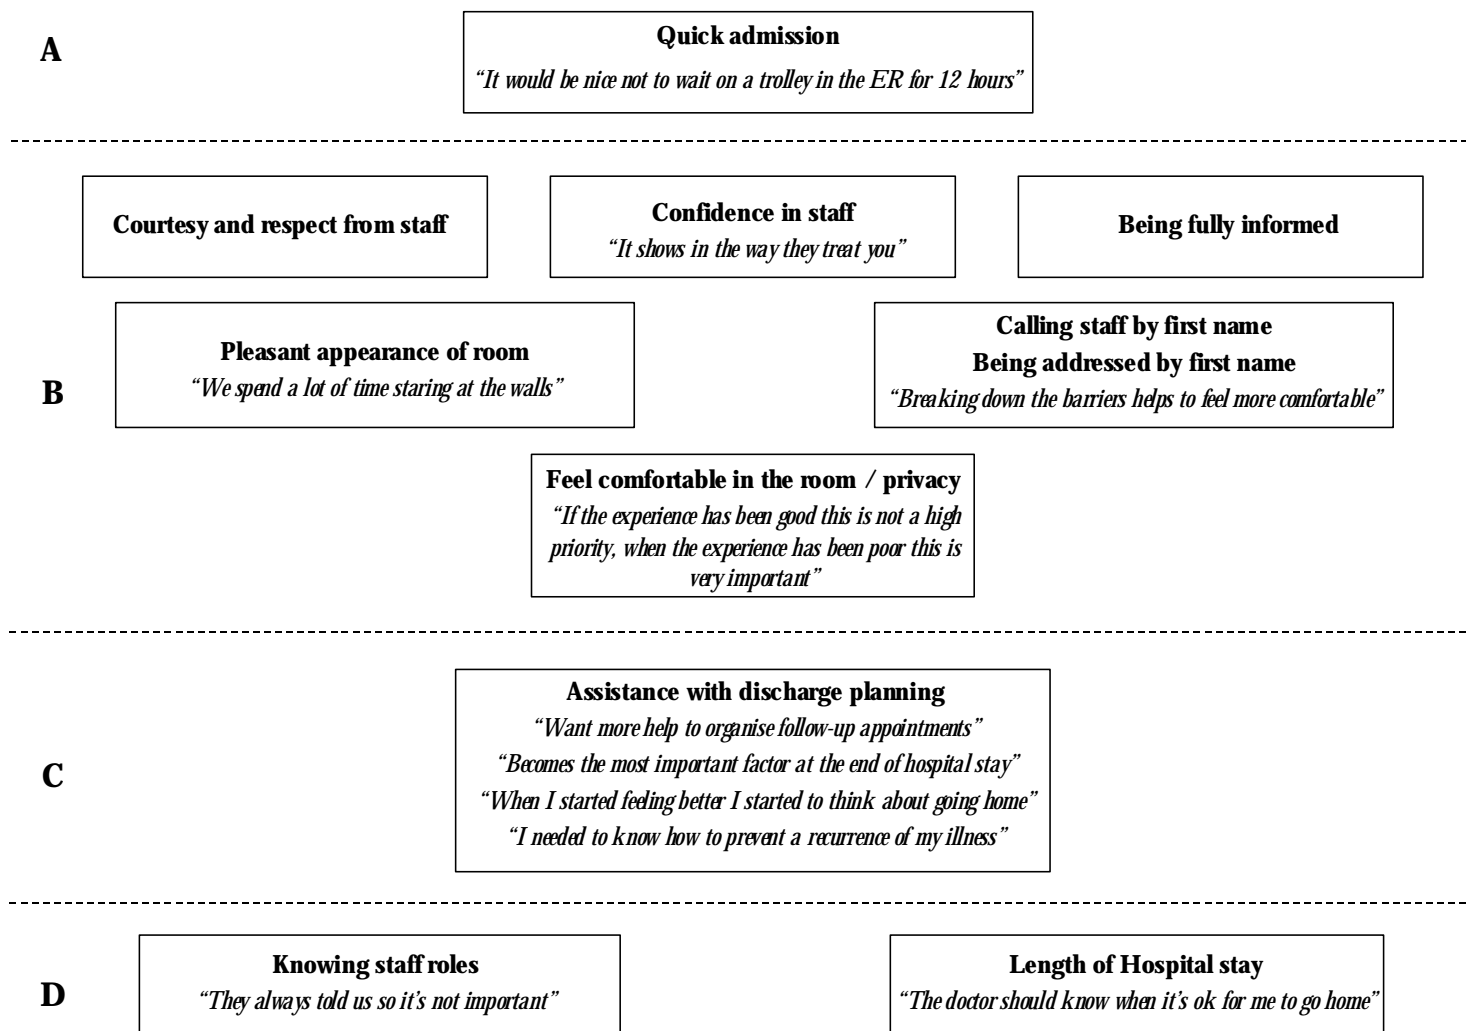 A
Quick admission
“It would be nice not to wait on a trolley in the ER for 12 hours”
Courtesy and respect from staff
Confidence in staff
“It shows in the way they treat you”
Being fully informed
B
Pleasant appearance of room
“We spend a lot of time staring at the walls”
Calling staff by first name
Being addressed by first name
“Breaking down the barriers helps to feel more comfortable”
Feel comfortable in the room / privacy
“If the experience has been good this is not a high
priority, when the experience has been poor this is
very important”
C
Assistance with discharge planning
“Want more help to organise follow-up appointments”
“Becomes the most important factor at the end of hospital stay”
“When I started feeling better I started to think about going home”
“I needed to know how to prevent a recurrence of my illness”
D
Knowing staff roles
“They always told us so it’s not important”
Length of Hospital stay
“The doctor should know when it’s ok for me to go home”